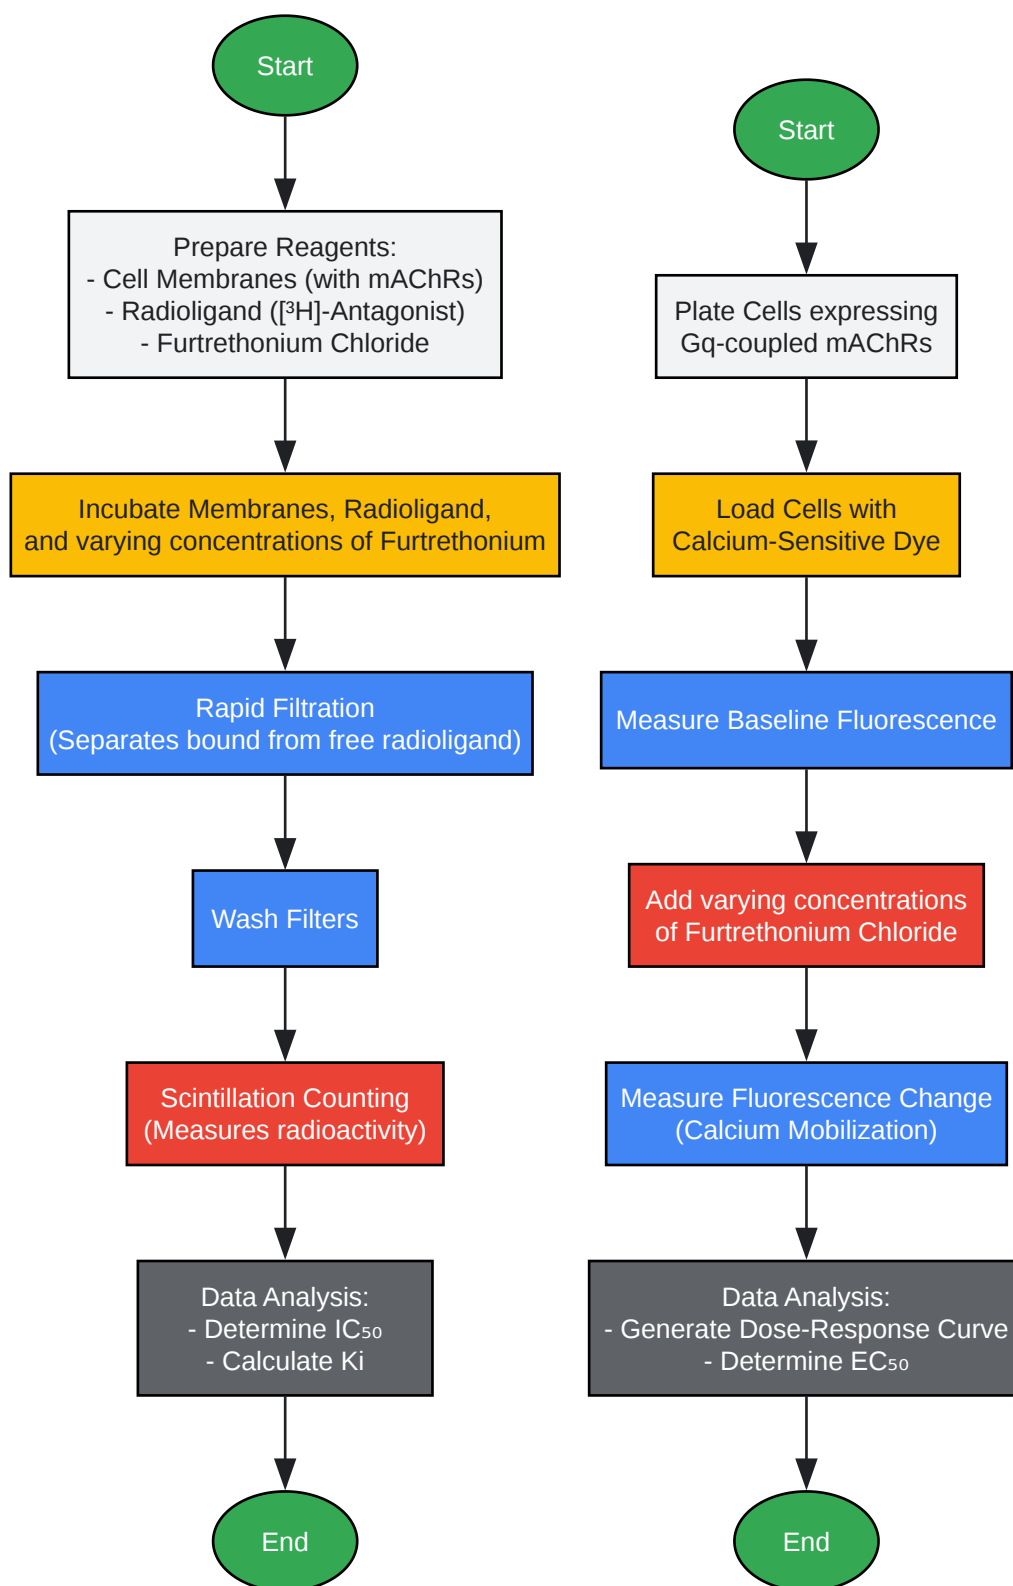 Start
Prepare Reagents:
- Cell Membranes (with mAChRs)
- Radioligand ([³H]-Antagonist)
- Furtrethonium Chloride
Incubate Membranes, Radioligand,
and varying concentrations of Furtrethonium
Rapid Filtration
(Separates bound from free radioligand)
Wash Filters
Scintillation Counting
(Measures radioactivity)
Data Analysis:
- Determine IC₅₀
- Calculate Ki
End
Start
Plate Cells expressing
Gq-coupled mAChRs
Load Cells with
Calcium-Sensitive Dye
Measure Baseline Fluorescence
Add varying concentrations
of Furtrethonium Chloride
Measure Fluorescence Change
(Calcium Mobilization)
Data Analysis:
- Generate Dose-Response Curve
- Determine EC₅₀
End